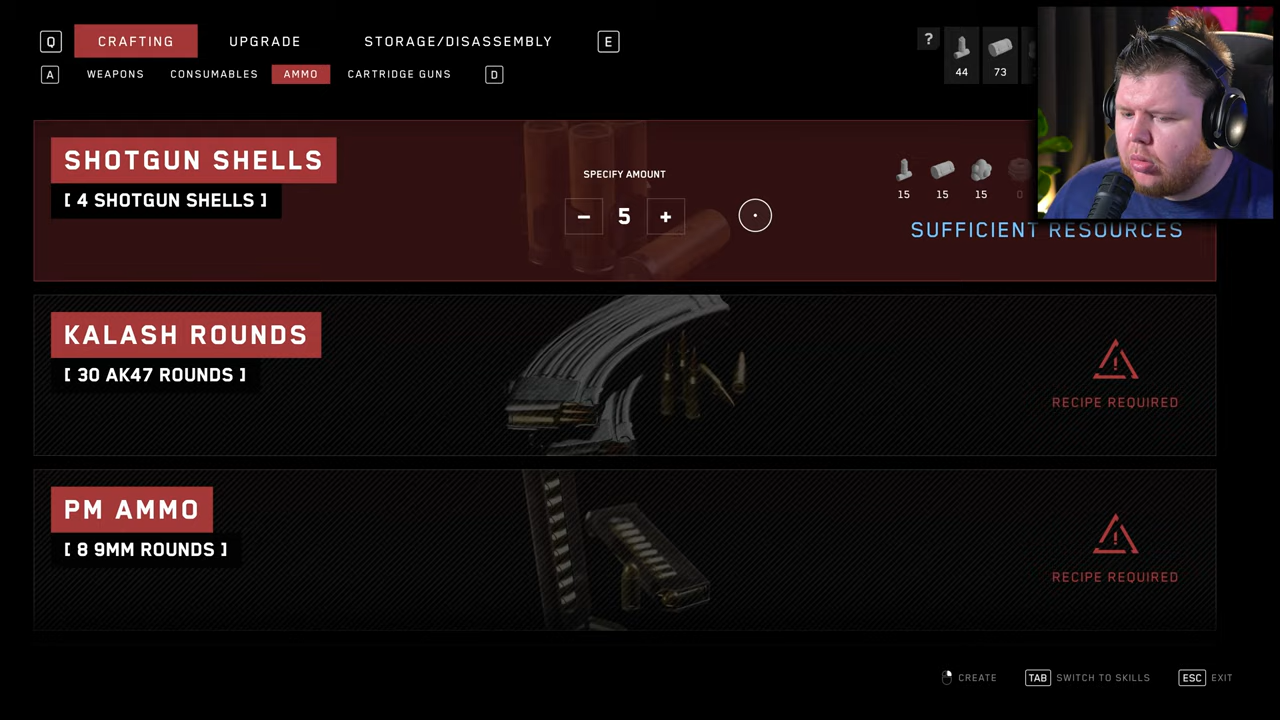 Q CRAFTING UPGRADE STORAGE/DISASSEMBLY E
A WEAPONS CONSUMABLES AMMO CARTRIDGE GUNS D
?
44 73
SHOTGUN SHELLS
[ 4 SHOTGUN SHELLS ]
SPECIFY AMOUNT
− 5 +
15 15 15 0
SUFFICIENT RESOURCES
KALASH ROUNDS
[ 30 AK47 ROUNDS ]
RECIPE REQUIRED
PM AMMO
[ 8 9MM ROUNDS ]
RECIPE REQUIRED
CREATE TAB SWITCH TO SKILLS ESC EXIT